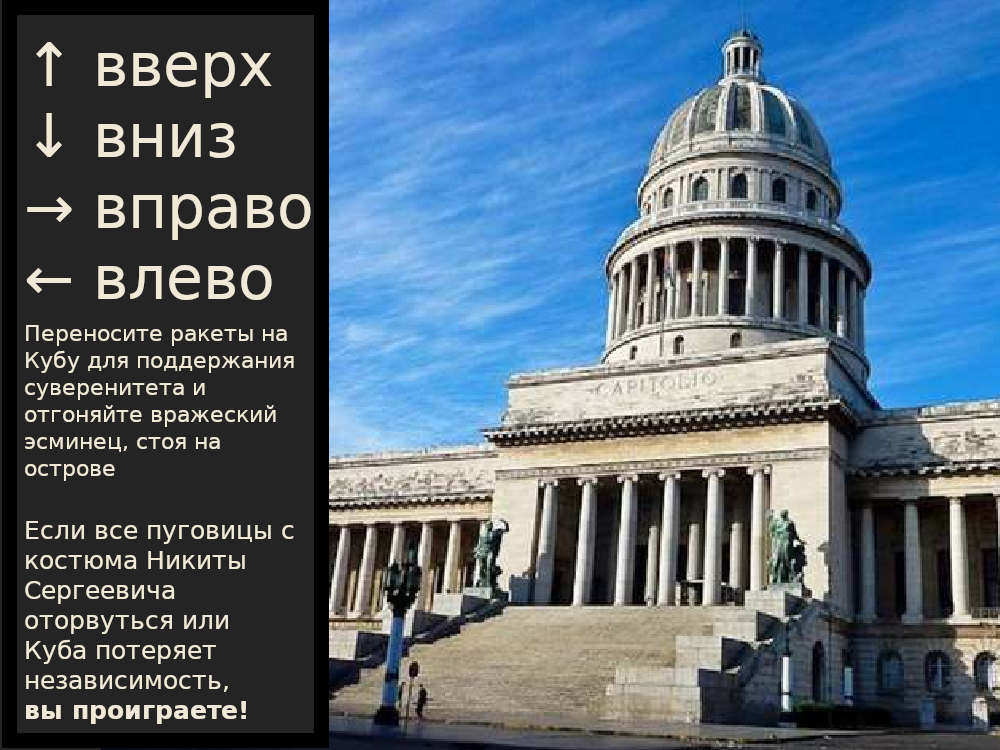 ↑ вверх
↓ вниз
→ вправо
← влево
Переносите ракеты на
Кубу для поддержания
суверенитета и
отгоняйте вражеский
эсминец, стоя на
острове
Если все пуговицы с
костюма Никиты
Сергеевича
оторвуться или
Куба потеряет
независимость,
вы проиграете!
CAPITOLIO